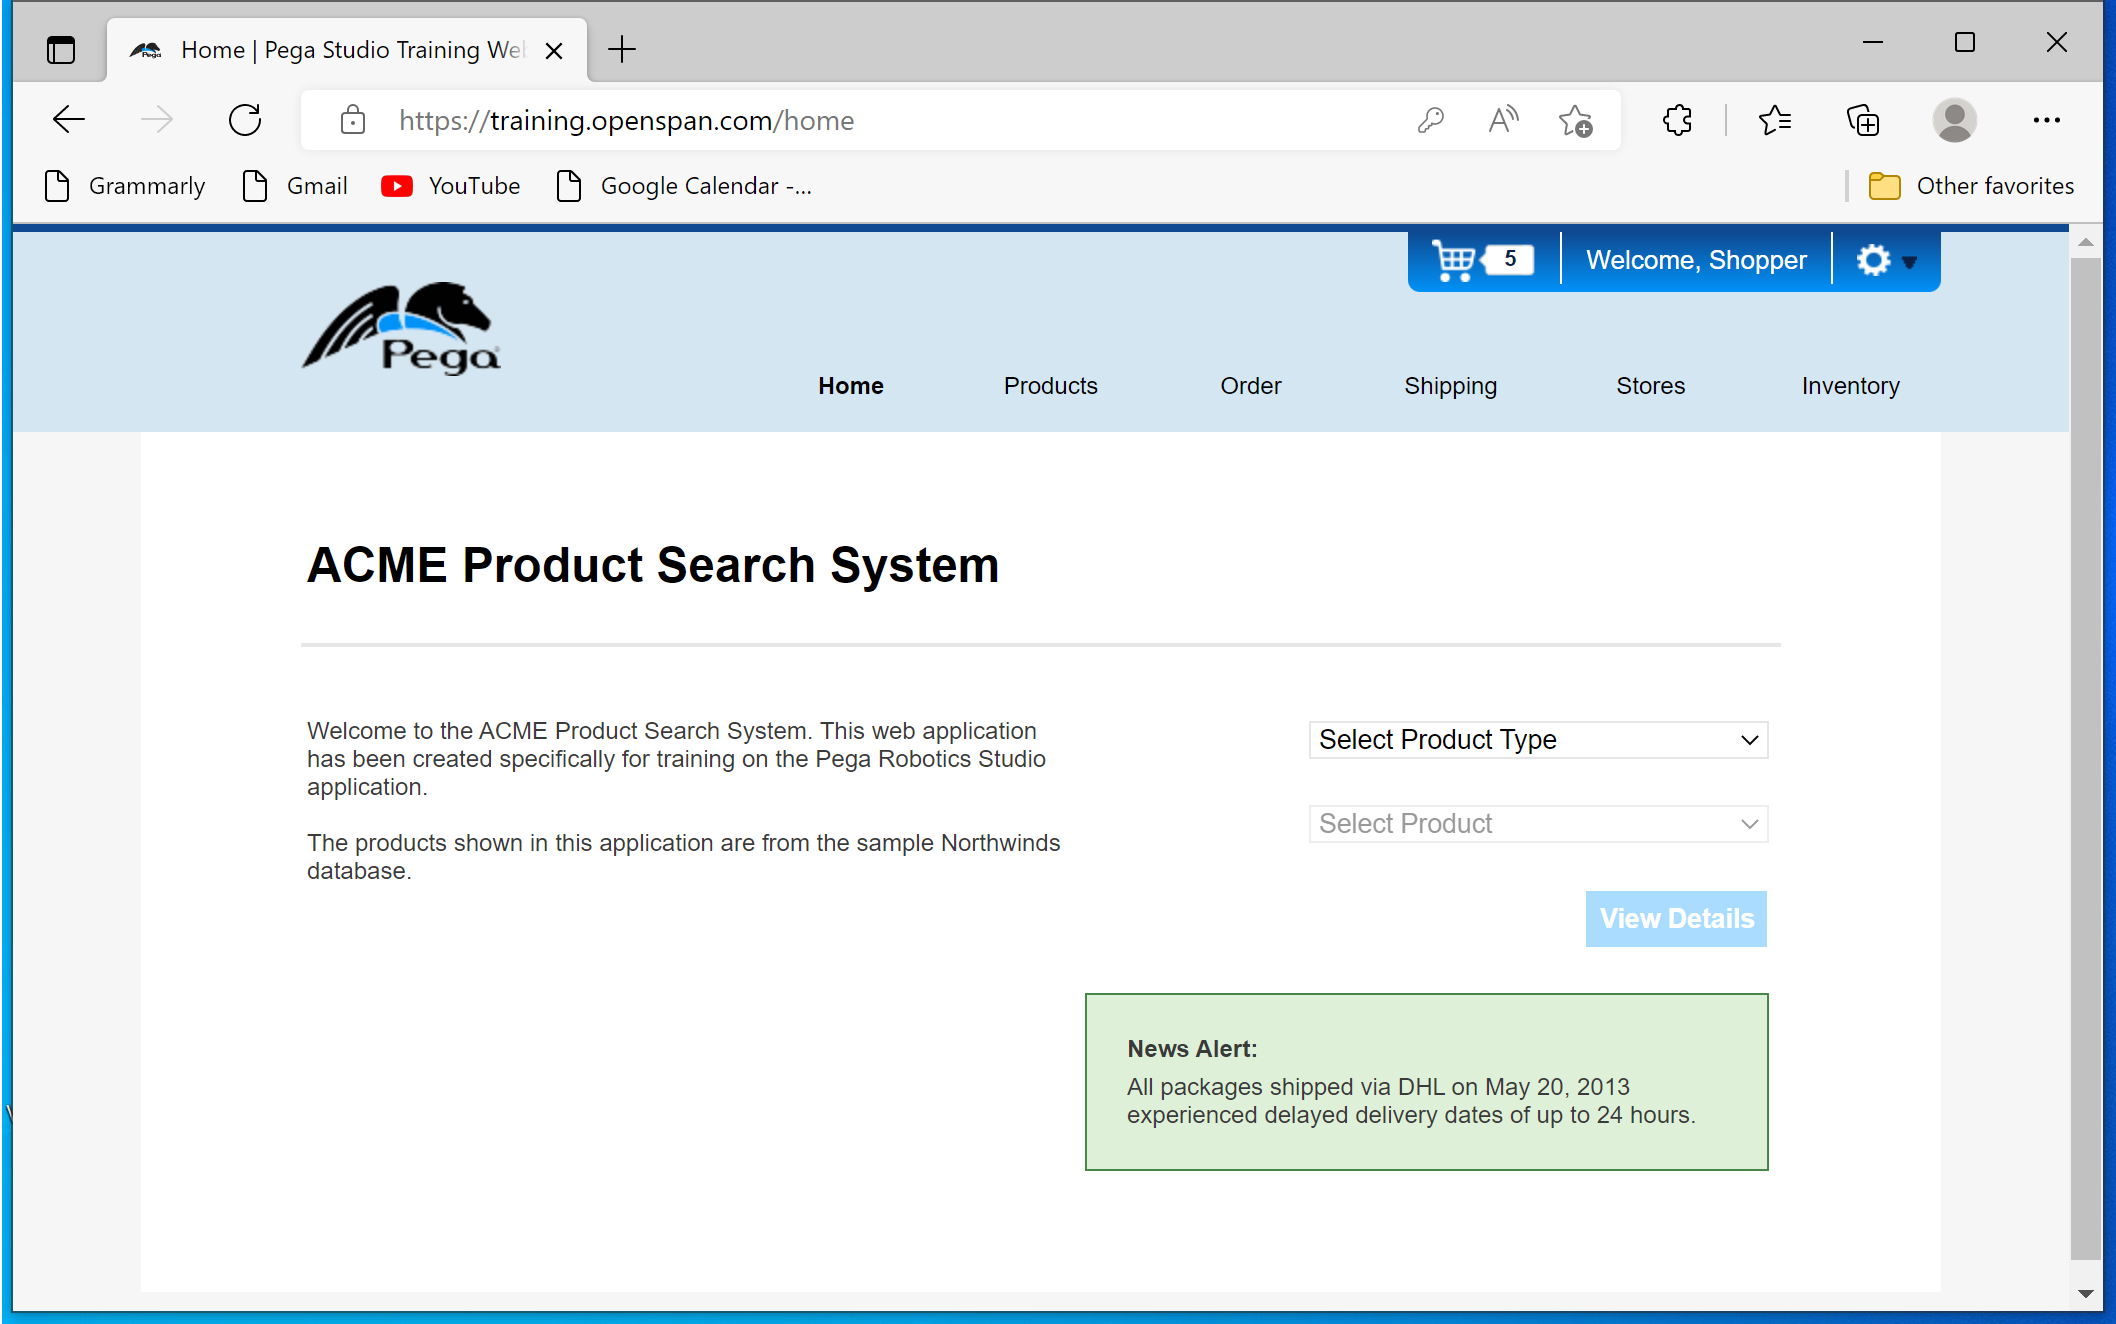 Home | Pega Studio Training Web
https://training.openspan.com/home
Grammarly
Gmail
YouTube
Google Calendar -...
Other favorites
5
Welcome, Shopper
Pega
Home
Products
Order
Shipping
Stores
Inventory
ACME Product Search System
Welcome to the ACME Product Search System. This web application
has been created specifically for training on the Pega Robotics Studio
application.
The products shown in this application are from the sample Northwinds
database.
Select Product Type
Select Product
View Details
News Alert:
All packages shipped via DHL on May 20, 2013
experienced delayed delivery dates of up to 24 hours.